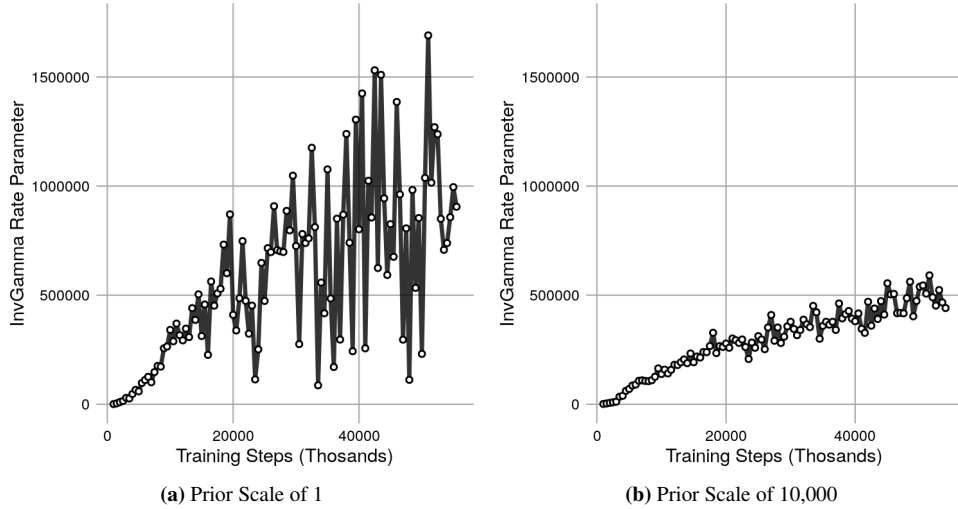 InvGamma Rate Parameter
1500000
1000000
500000
0
0 20000 40000
Training Steps (Thosands)
(a) Prior Scale of 1
InvGamma Rate Parameter
1500000
1000000
500000
0
0 20000 40000
Training Steps (Thosands)
(b) Prior Scale of 10,000